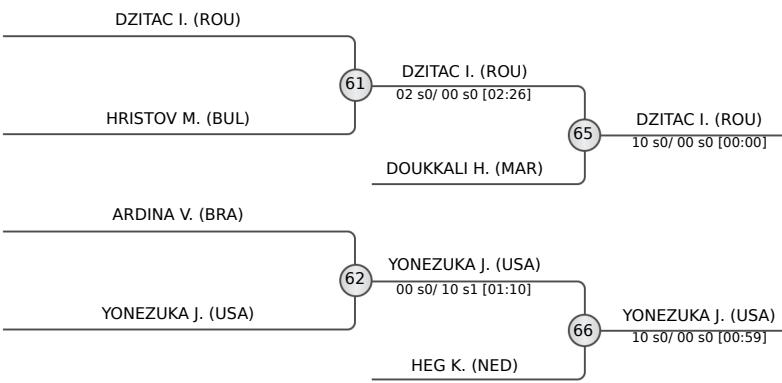 DZITAC I. (ROU)
61
DZITAC I. (ROU)
02 s0/ 00 s0 [02:26]
HRISTOV M. (BUL)
65
DZITAC I. (ROU)
10 s0/ 00 s0 [00:00]
DOUKKALI H. (MAR)
ARDINA V. (BRA)
62
YONEZUKA J. (USA)
00 s0/ 10 s1 [01:10]
YONEZUKA J. (USA)
66
YONEZUKA J. (USA)
10 s0/ 00 s0 [00:59]
HEG K. (NED)